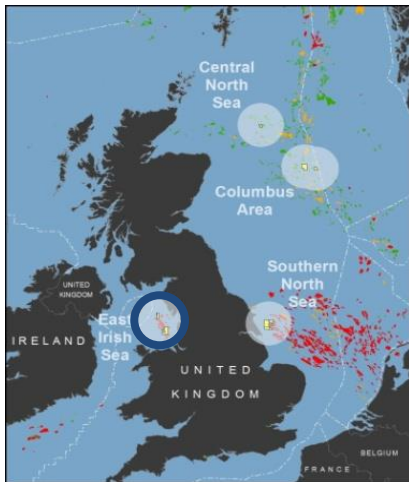 Central
North
Sea
Columbus
Area
Southern
North
Sea
UNITED
KINGDOM
East
Irish
Sea
IRELAND
UNITED
KINGDOM
BELGIUM
FRANCE